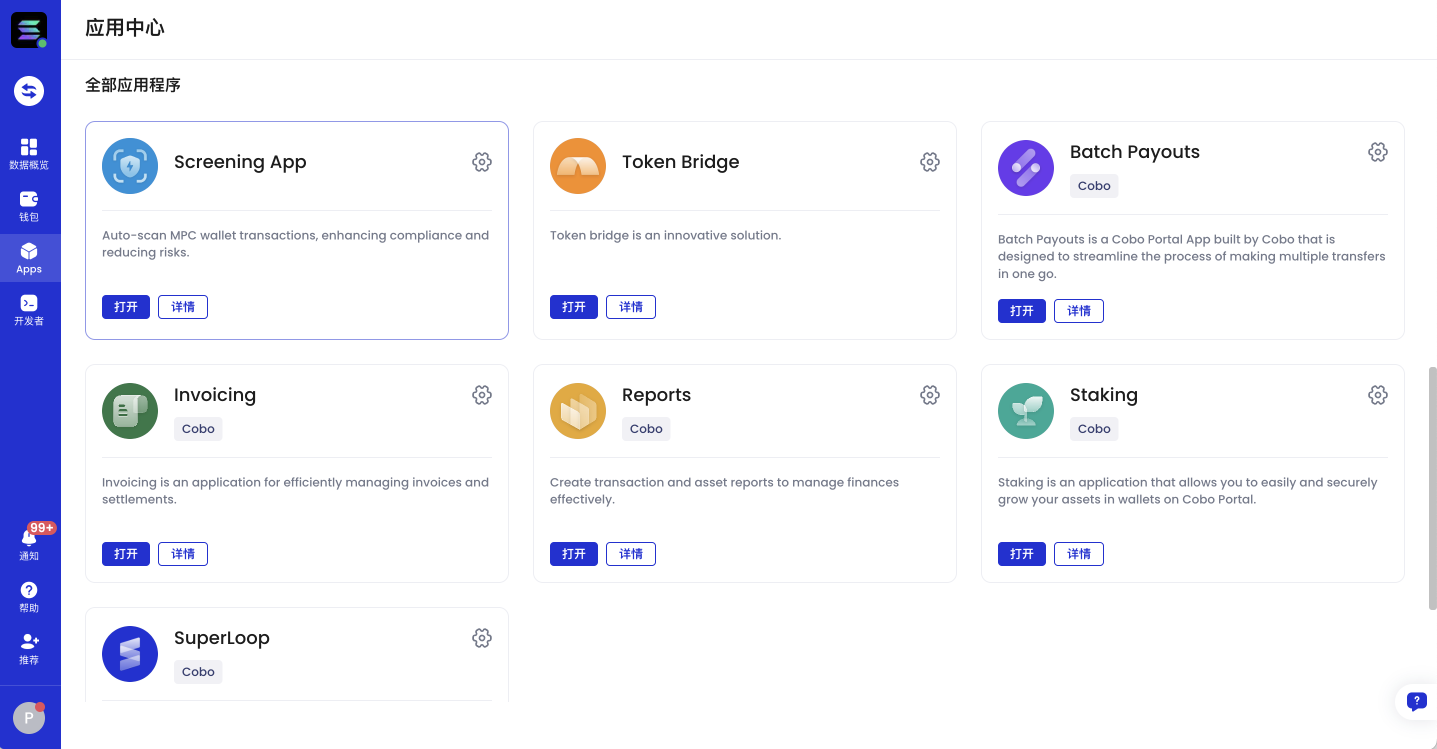 应用中心
全部应用程序
数据概览
钱包
Apps
开发者
99+
通知
?
帮助
推荐
P
Screening App
Auto-scan MPC wallet transactions, enhancing compliance and
reducing risks.
打开
详情
Token Bridge
Token bridge is an innovative solution.
打开
详情
Batch Payouts
Cobo
Batch Payouts is a Cobo Portal App built by Cobo that is
designed to streamline the process of making multiple transfers
in one go.
打开
详情
Invoicing
Cobo
Invoicing is an application for efficiently managing invoices and
settlements.
打开
详情
Reports
Cobo
Create transaction and asset reports to manage finances
effectively.
打开
详情
Staking
Cobo
Staking is an application that allows you to easily and securely
grow your assets in wallets on Cobo Portal.
打开
详情
SuperLoop
Cobo
?